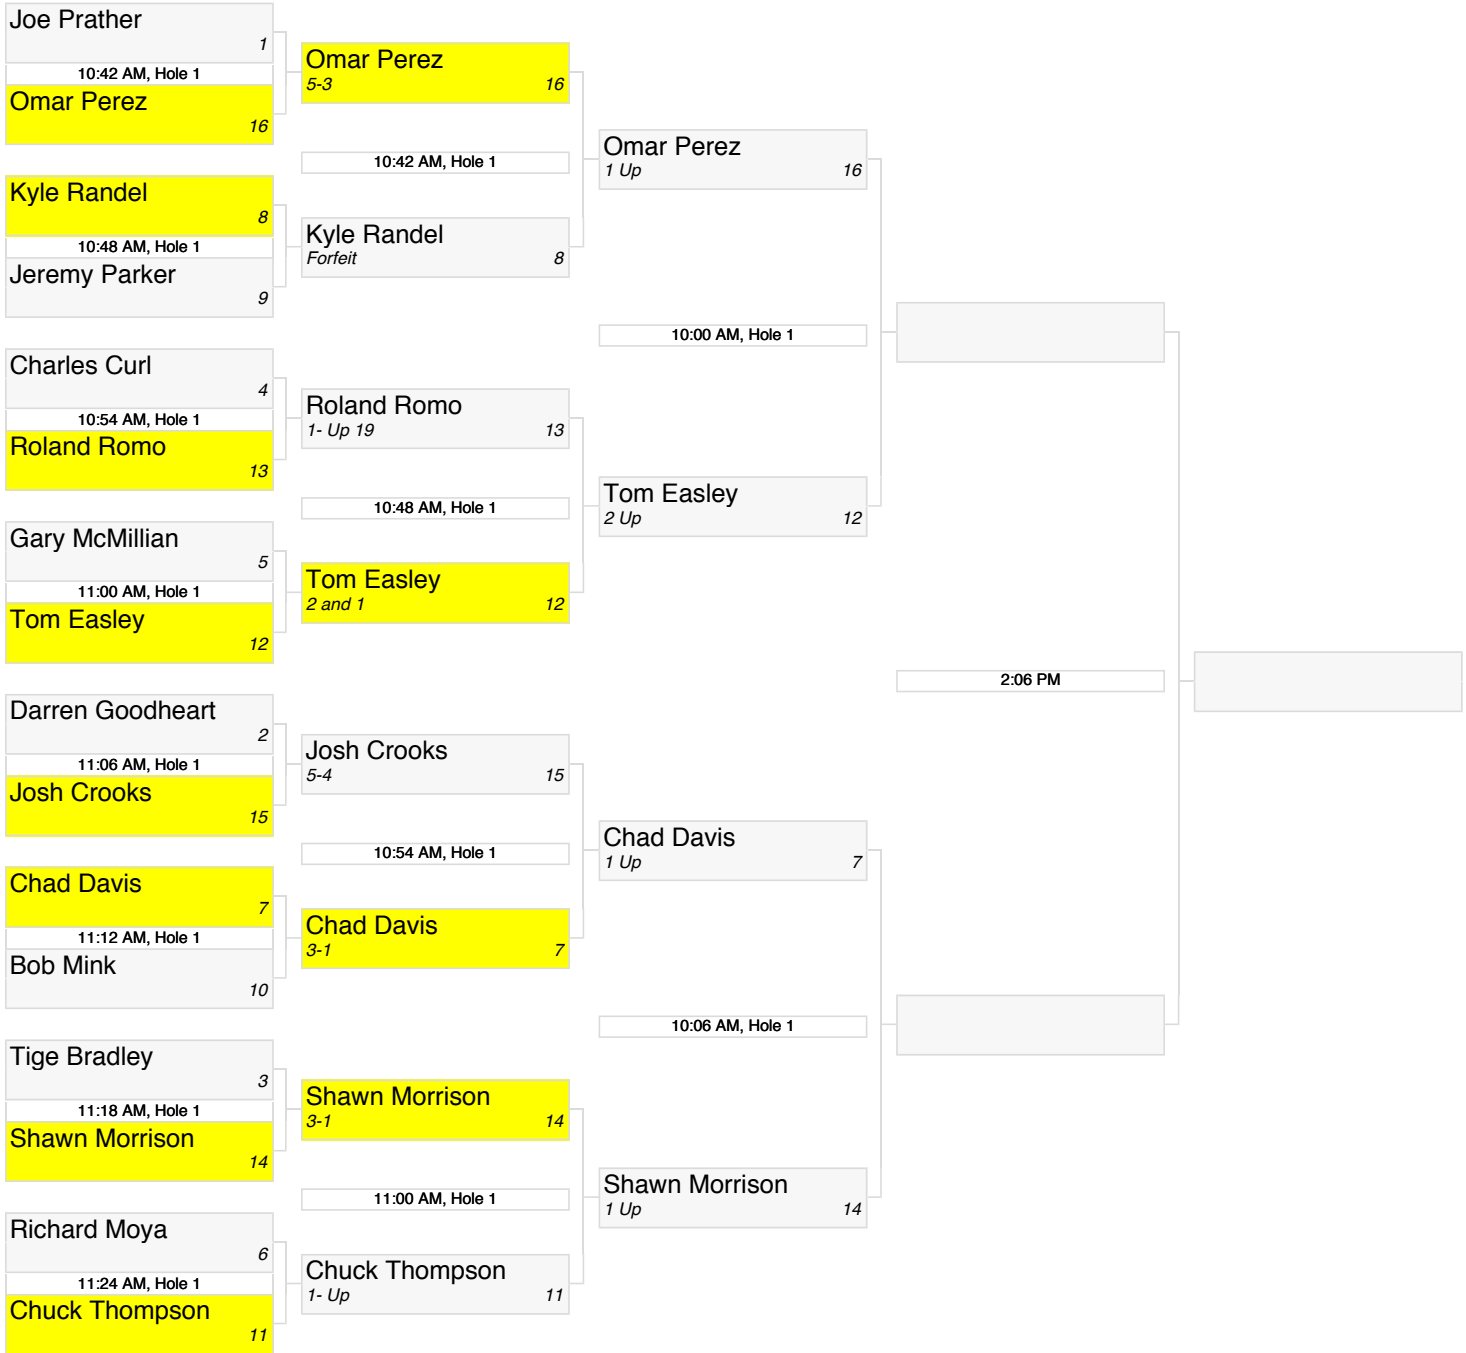 Joe Prather
1
10:42 AM, Hole 1
Omar Perez
16
Kyle Randel
8
10:48 AM, Hole 1
Jeremy Parker
9
Charles Curl
4
10:54 AM, Hole 1
Roland Romo
13
Gary McMillian
5
11:00 AM, Hole 1
Tom Easley
12
Darren Goodheart
2
11:06 AM, Hole 1
Josh Crooks
15
Chad Davis
7
11:12 AM, Hole 1
Bob Mink
10
Tige Bradley
3
11:18 AM, Hole 1
Shawn Morrison
14
Richard Moya
6
11:24 AM, Hole 1
Chuck Thompson
11
Omar Perez
5-3 16
10:42 AM, Hole 1
Kyle Randel
Forfeit 8
Roland Romo
1- Up 19 13
10:48 AM, Hole 1
Tom Easley
2 and 1 12
Josh Crooks
5-4 15
10:54 AM, Hole 1
Chad Davis
3-1 7
Shawn Morrison
3-1 14
11:00 AM, Hole 1
Chuck Thompson
1- Up 11
Omar Perez
1 Up 16
10:00 AM, Hole 1
Tom Easley
2 Up 12
Chad Davis
1 Up 7
10:06 AM, Hole 1
Shawn Morrison
1 Up 14
2:06 PM